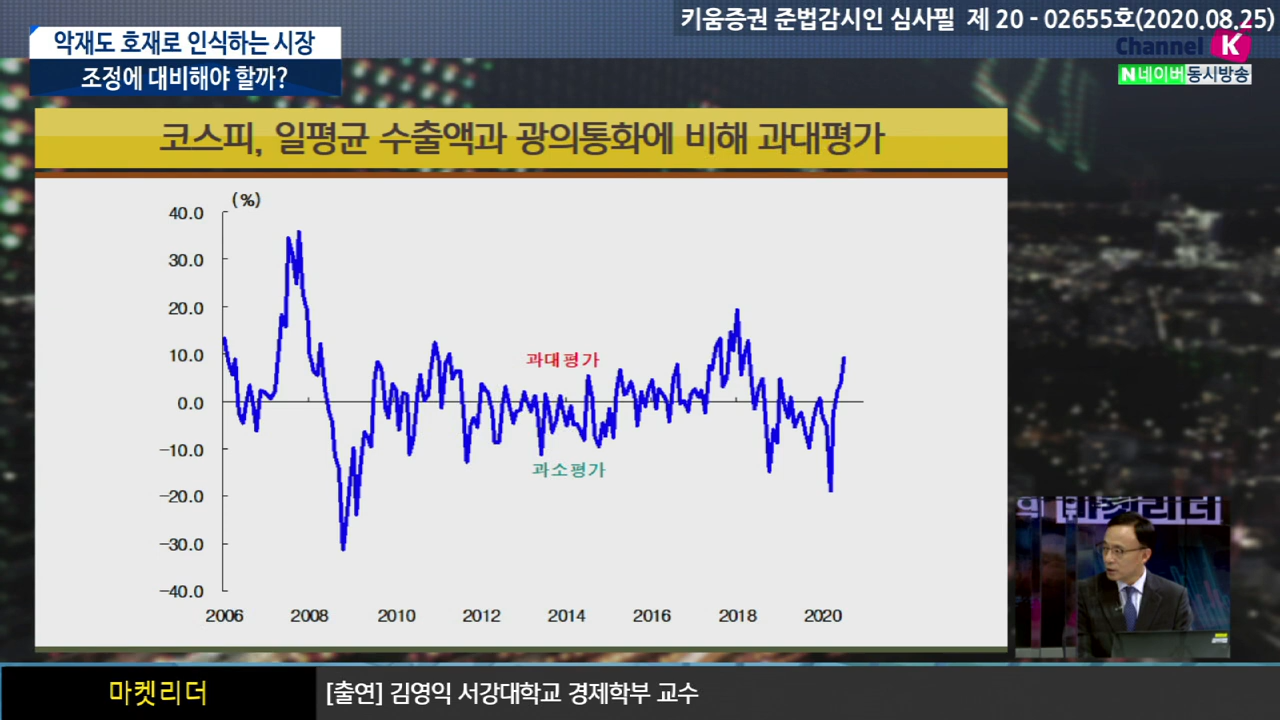 키움증권 준법감시인 심사필 제 20 - 02655호(2020.08.25)
악재도 호재로 인식하는 시장
조정에 대비해야 할까?
Channel K
N네이버 동시방송
코스피, 일평균 수출액과 광의통화에 비해 과대평가
(%)
40.0
30.0
20.0
10.0
0.0
-10.0
-20.0
-30.0
-40.0
과대평가
과소평가
2006 2008 2010 2012 2014 2016 2018 2020
마켓리더
[출연] 김영익 서강대학교 경제학부 교수